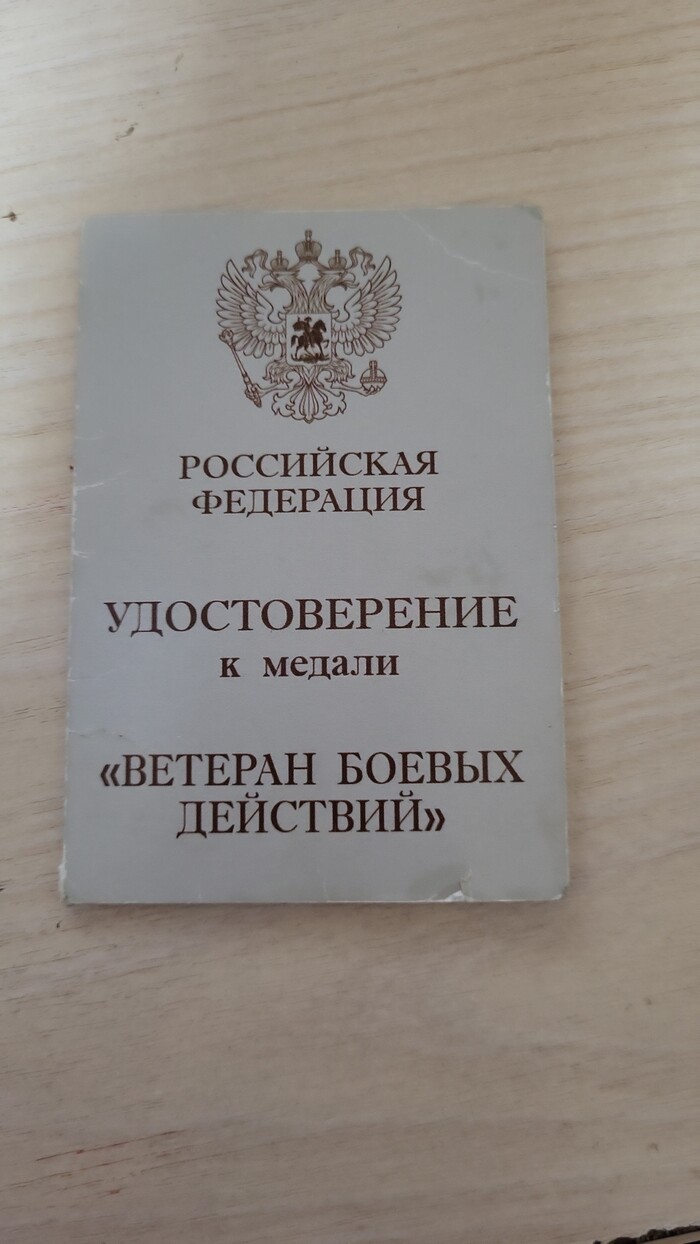 РОССИЙСКАЯ
ФЕДЕРАЦИЯ
УДОСТОВЕРЕНИЕ
к медали
«ВЕТЕРАН БОЕВЫХ
ДЕЙСТВИЙ»